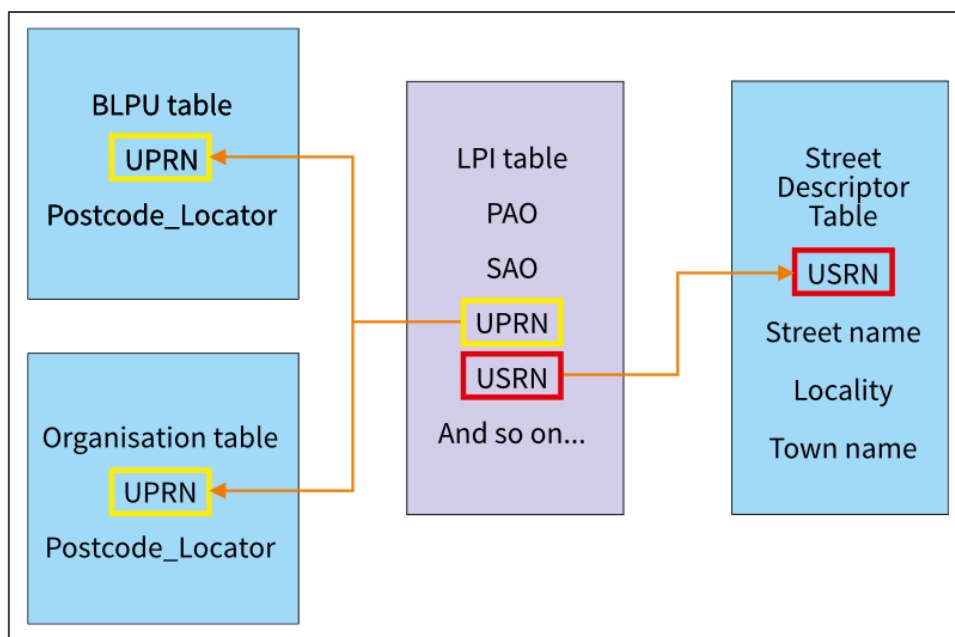 BLPU table
UPRN
Postcode_Locator
Organisation table
UPRN
Postcode_Locator
LPI table
PAO
SAO
UPRN
USRN
And so on...
Street
Descriptor
Table
USRN
Street name
Locality
Town name